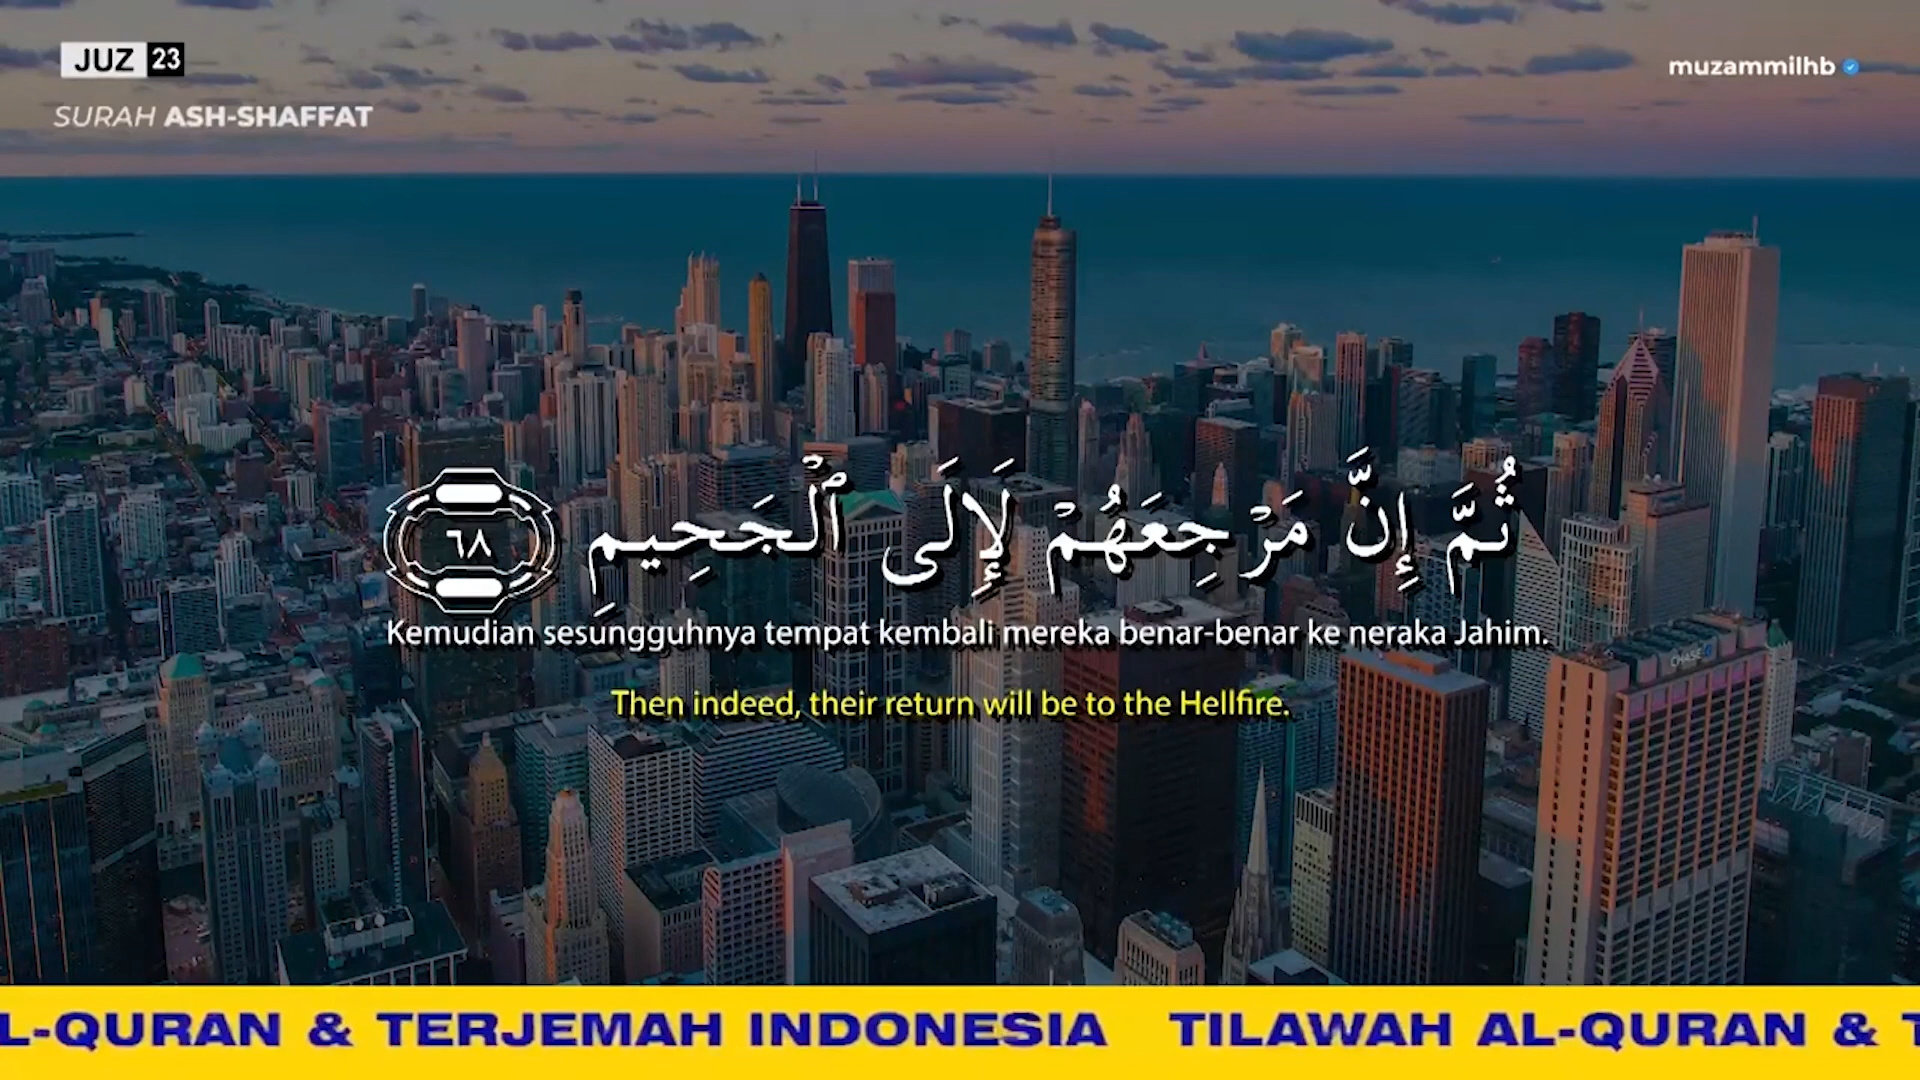 JUZ 23
muzammilhb
SURAH ASH-SHAFFAT
ثُمَّ إِنَّ مَرْجِعَهُمْ لَإِلَى ٱلْجَحِيمِ ٦٨
Kemudian sesungguhnya tempat kembali mereka benar-benar ke neraka Jahim.
Then indeed, their return will be to the Hellfire.
CHASE
L-QURAN & TERJEMAH INDONESIA TILAWAH AL-QURAN & T